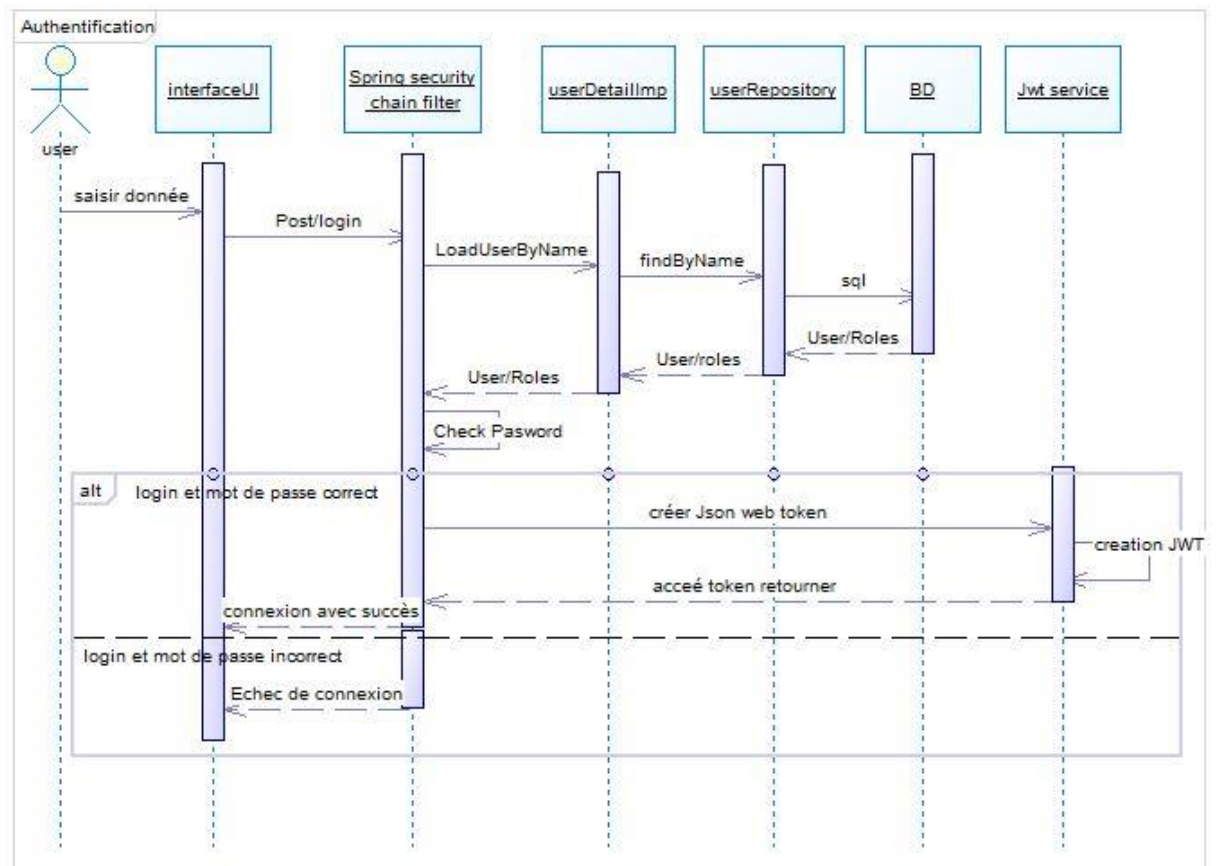 Authentification
user
interfaceUI
Spring security
chain filter
userDetailImp
userRepository
BD
Jwt service
saisir donnée
Post/login
LoadUserByName
findByName
sql
User/Roles
User/roles
User/Roles
Check Pasword
alt
login et mot de passe correct
créer Json web token
creation JWT
acceé token retourner
connexion avec succès
login et mot de passe incorrect
Echec de connexion